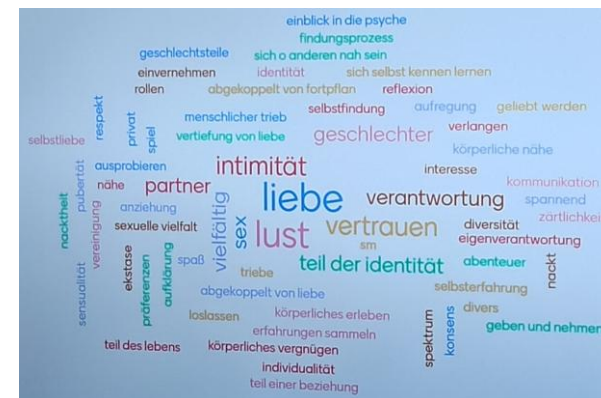 einblick in die psyche
findungsprozess
geschlechtsteile
sich o anderen nah sein
einvernehmen
identität
sich selbst kennen lernen
rollen
abgekoppelt von fortpflan
reflexion
respekt
privat
spiel
menschlicher trieb
selbstfindung
aufregung
geliebt werden
selbstliebe
vertiefung von liebe
geschlechter
verlangen
körperliche nähe
pubertät
ausprobieren
intimität
interesse
nähe
partner
liebe
verantwortung
kommunikation
spannend
nacktheit
vereinigung
anziehung
vielfältig
sex
lust
vertrauen
zärtlichkei
sexuelle vielfalt
diversität
sm
eigenverantwortung
sensualität
ekstase
präferenzen
aufklärung
spaß
triebe
teil der identität
abenteuer
nackt
abgekoppelt von liebe
selbsterfahrung
loslassen
körperliches erleben
spektrum
konsens
divers
erfahrungen sammeln
geben und nehmen
teil des lebens
körperliches vergnügen
individualität
teil einer beziehung